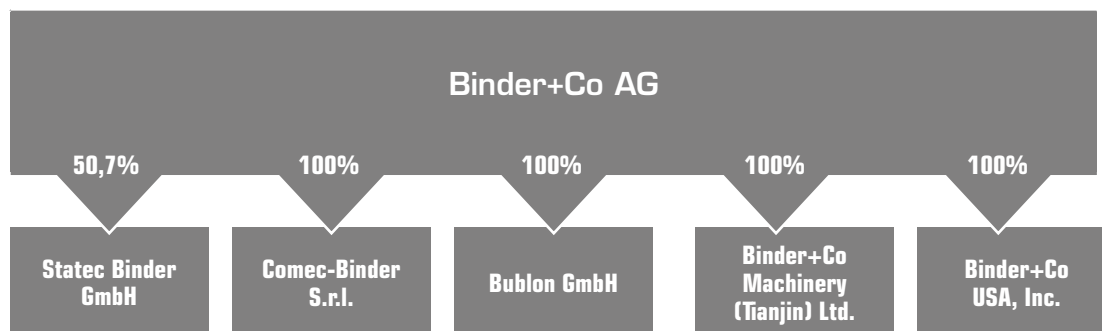 Binder+Co AG
50,7% 100% 100% 100% 100%
Statec Binder
GmbH
Comec-Binder
S.r.l.
Bublon GmbH
Binder+Co
Machinery
(Tianjin) Ltd.
Binder+Co
USA, Inc.